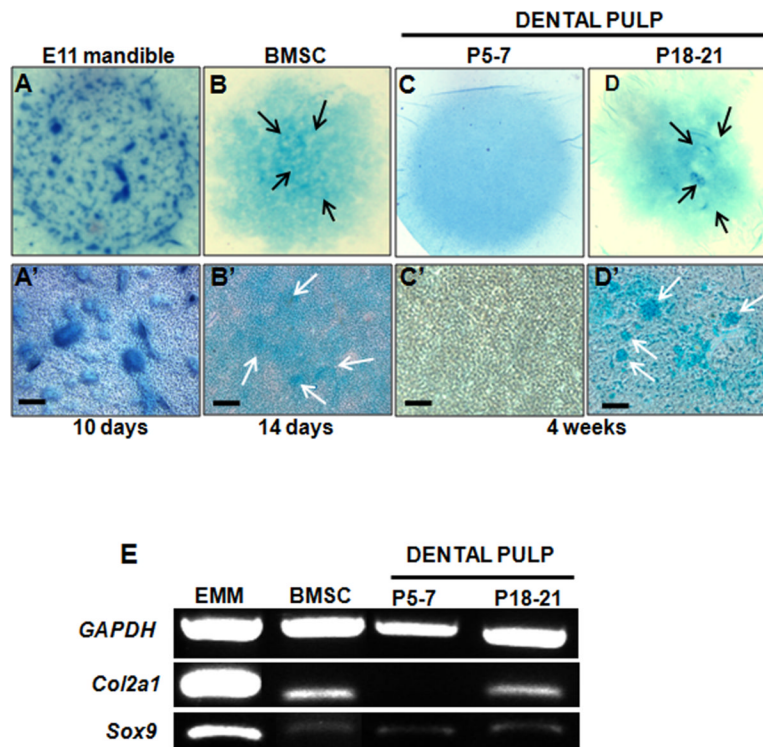 DENTAL PULP
E11 mandible BMSC P5-7 P18-21
A B C D
A' B' C' D'
10 days 14 days 4 weeks
E
DENTAL PULP
EMM BMSC P5-7 P18-21
GAPDH
Col2a1
Sox9